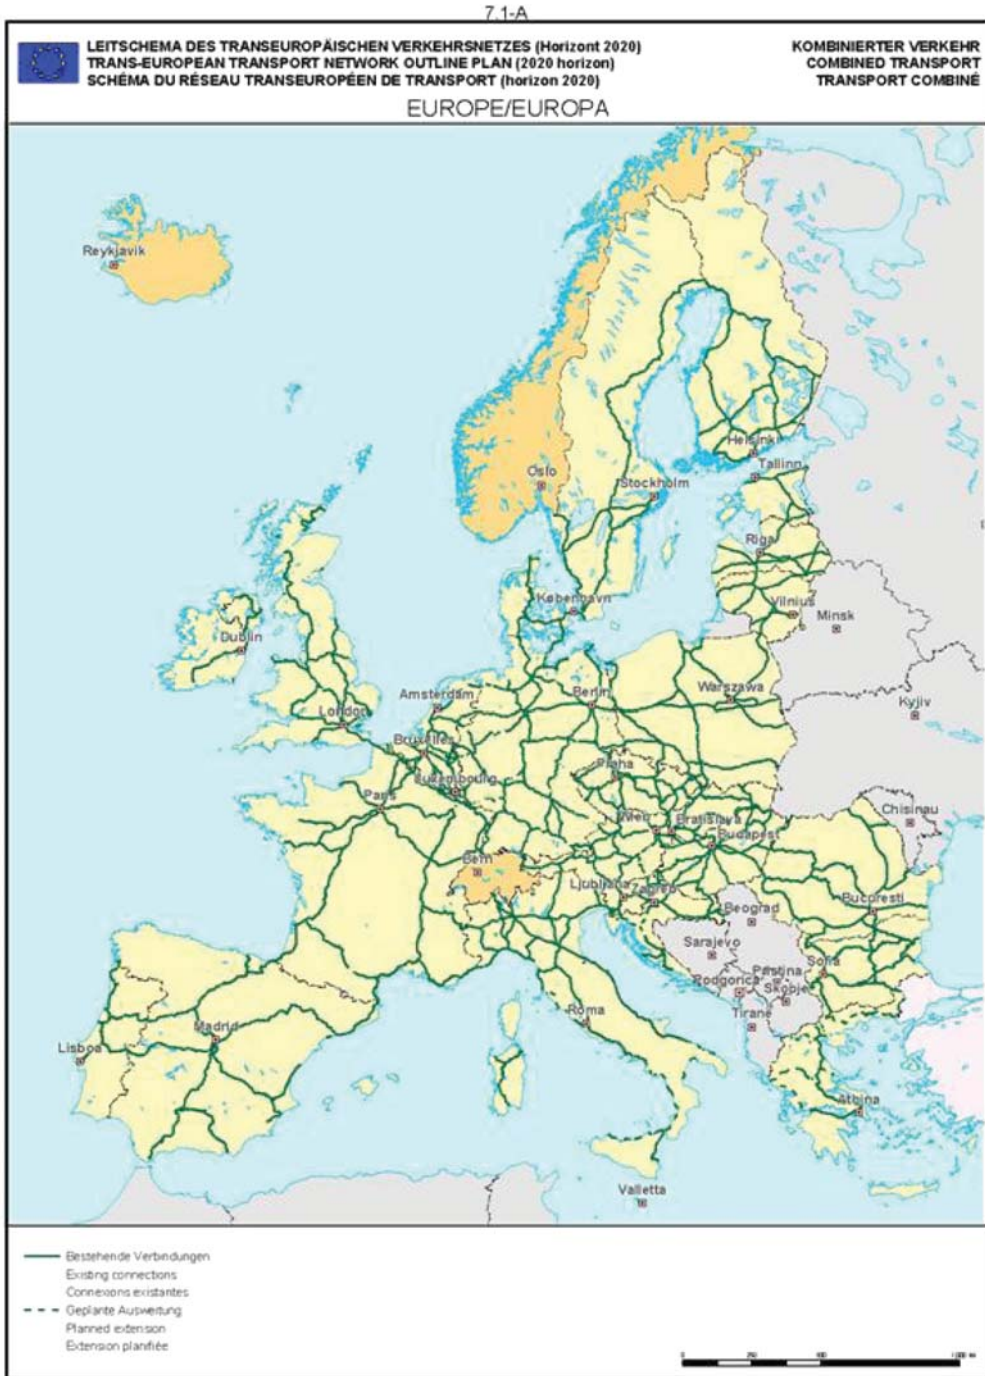 7.1-A
LEITSCHEMA DES TRANSEUROPÄISCHEN VERKEHRSNETZES (Horizont 2020)
TRANS-EUROPEAN TRANSPORT NETWORK OUTLINE PLAN (2020 horizon)
SCHÉMA DU RÉSEAU TRANSEUROPÉEN DE TRANSPORT (horizon 2020)
KOMBINIERTER VERKEHR
COMBINED TRANSPORT
TRANSPORT COMBINÉ
EUROPE/EUROPA
Reykjavik
Helsinki
Tallinn
Oslo
Stockholm
Riga
København
Vilnius
Minsk
Dublin
Amsterdam
Berlin
Warszawa
London
Kyjiv
Bruxelles
Praha
Luxembourg
Paris
Wien
Bratislava
Chisinau
Budapest
Bern
Ljubljana
Zagreb
Bucuresti
Beograd
Sarajevo
Sofia
Pristina
Podgorica
Skopje
Roma
Tirane
Madrid
Lisboa
Athina
Valletta
Bestehende Verbindungen
Existing connections
Connexions existantes
Geplante Ausweitung
Planned extension
Extension planifiée
0